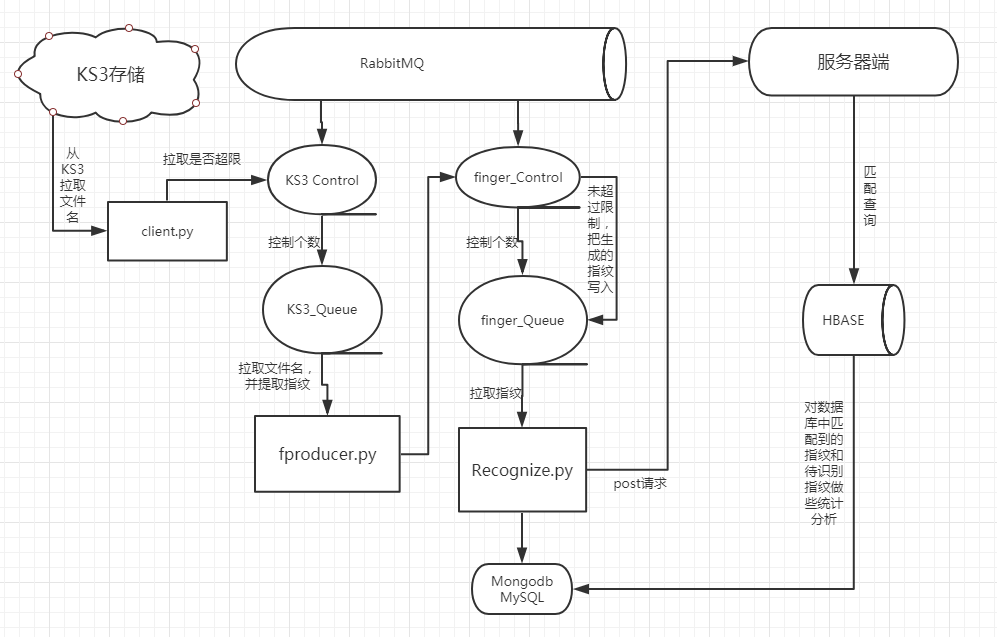 KS3存储
RabbitMQ
服务器端
从
KS3
拉取
文件
名
拉取是否超限
KS3 Control
finger_Control
client.py
未超
过限
制，
把生
成的
指纹
写入
匹
配
查
询
控制个数
控制个数
KS3_Queue
finger_Queue
HBASE
拉取文件名，
并提取指纹
拉取指纹
fproducer.py
Recognize.py
post请求
对数据
库中匹
配到的
指纹和
待识别
指纹做
些统计
分析
Mongodb
MySQL